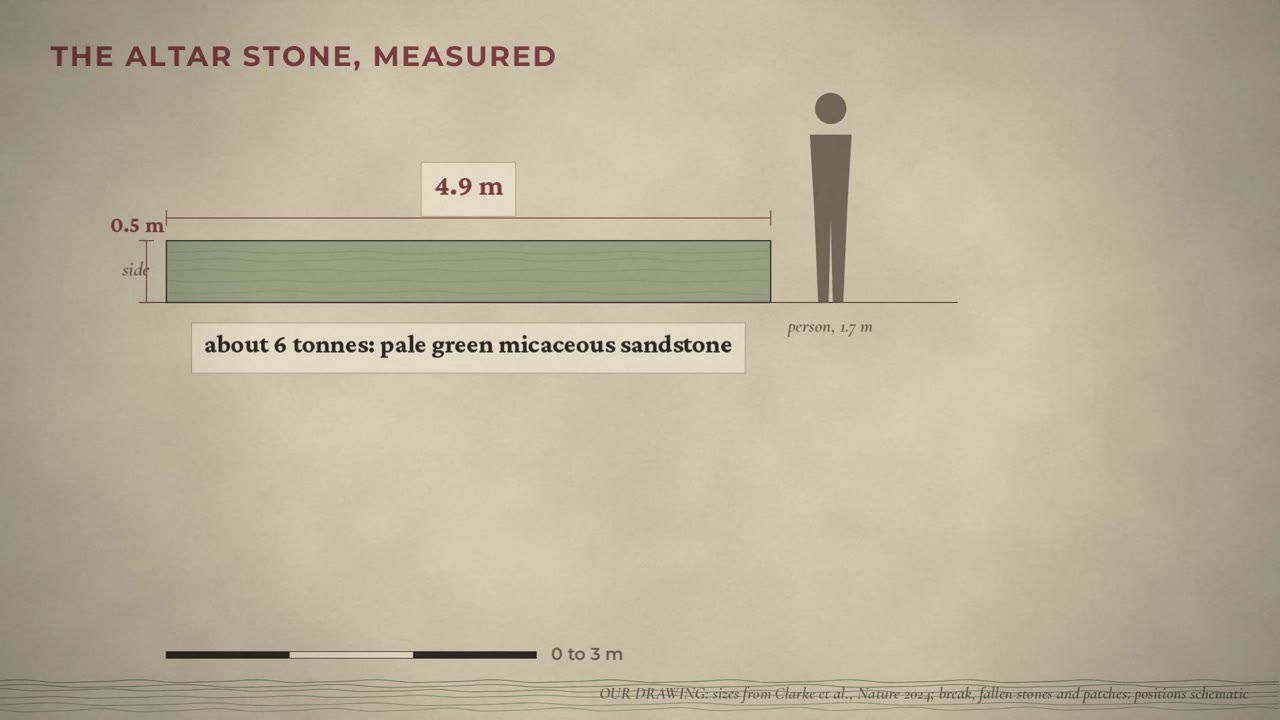 THE ALTAR STONE, MEASURED
4.9 m
0.5 m
side
about 6 tonnes: pale green micaceous sandstone
person, 1.7 m
0 to 3 m
OUR DRAWING: sizes from Clarke et al., Nature 2024; break, fallen stones and patches: positions schematic